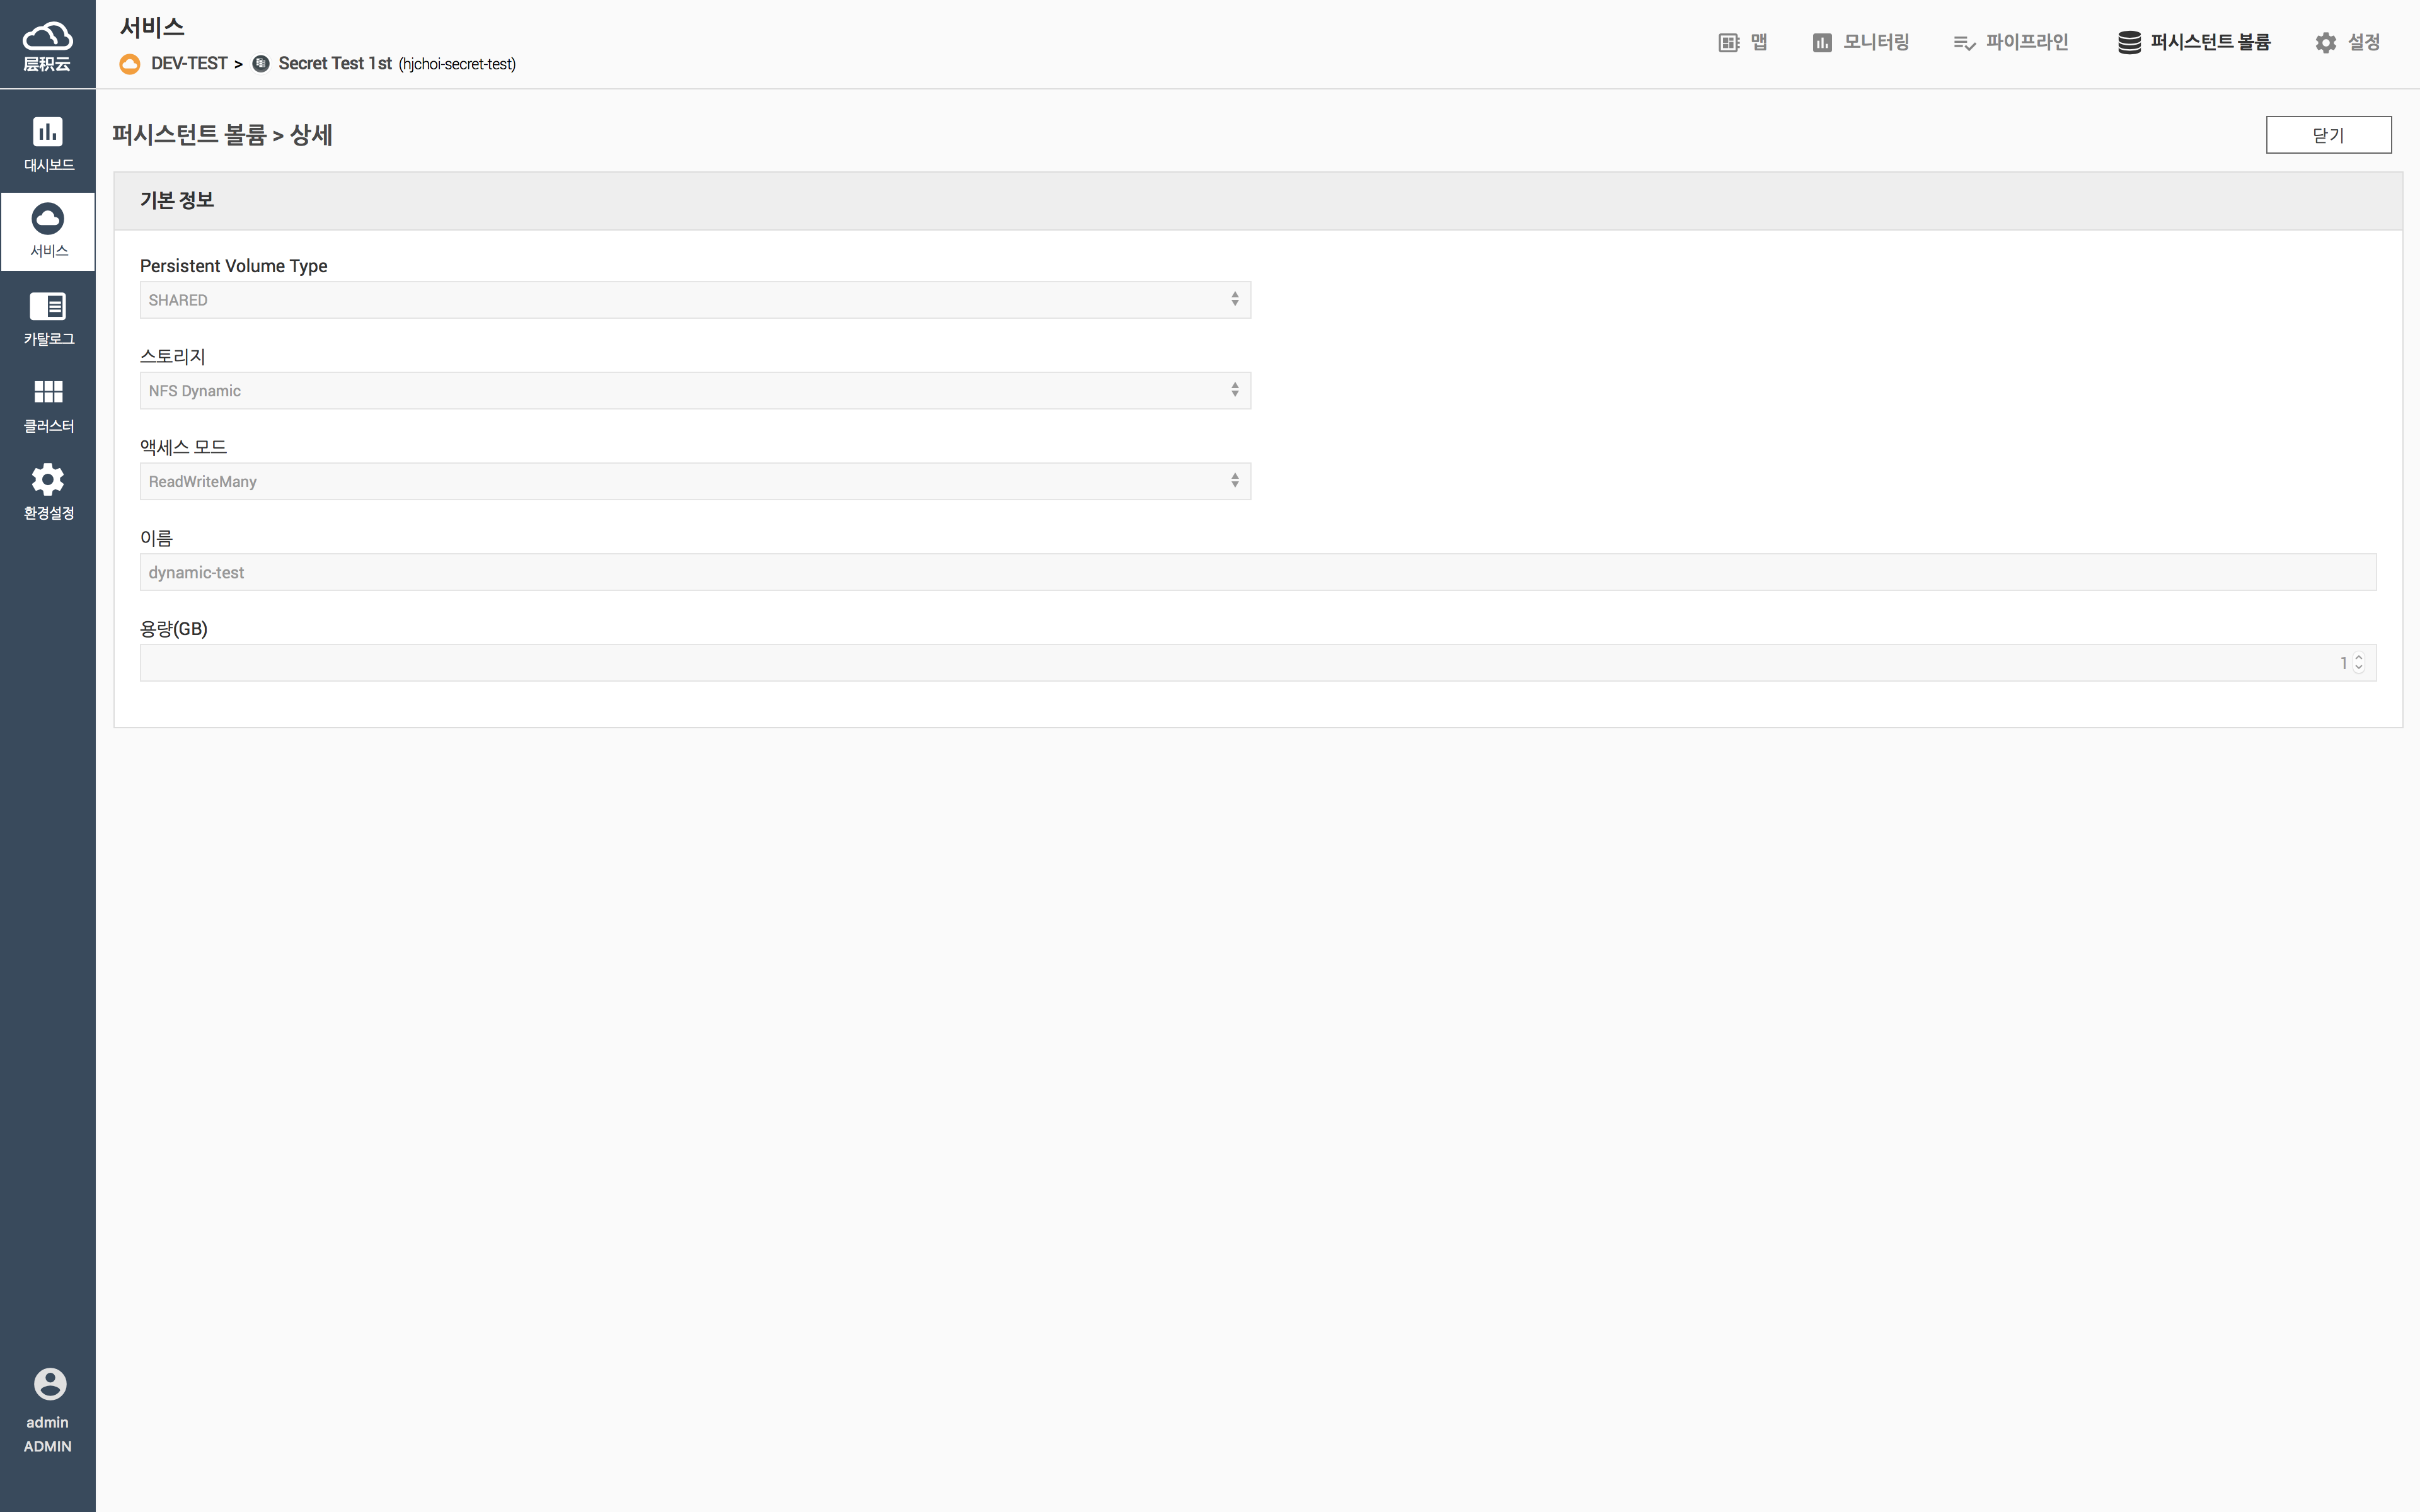 层积云
서비스
DEV-TEST > Secret Test 1st (hjchoi-secret-test)
맵
모니터링
파이프라인
퍼시스턴트 볼륨
설정
대시보드
서비스
카탈로그
클러스터
환경설정
admin
ADMIN
퍼시스턴트 볼륨 > 상세
닫기
기본 정보
Persistent Volume Type
SHARED
스토리지
NFS Dynamic
액세스 모드
ReadWriteMany
이름
dynamic-test
용량(GB)
1